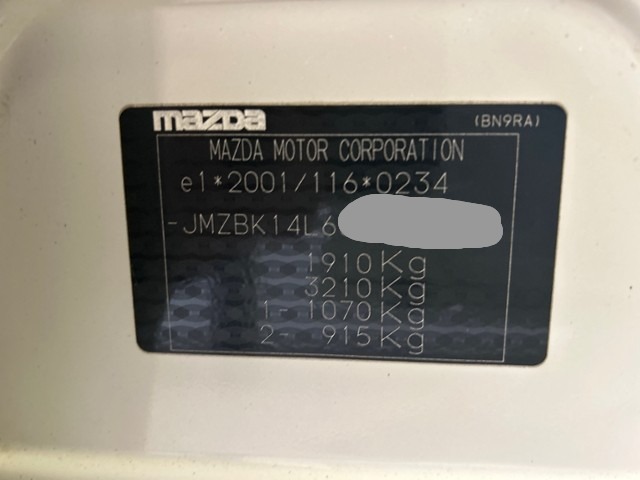 mazda
(BN9RA)
MAZDA MOTOR CORPORATION
e1*2001/116*0234
-JMZBK14L6
1910Kg
3210Kg
1- 1070Kg
2- 915Kg